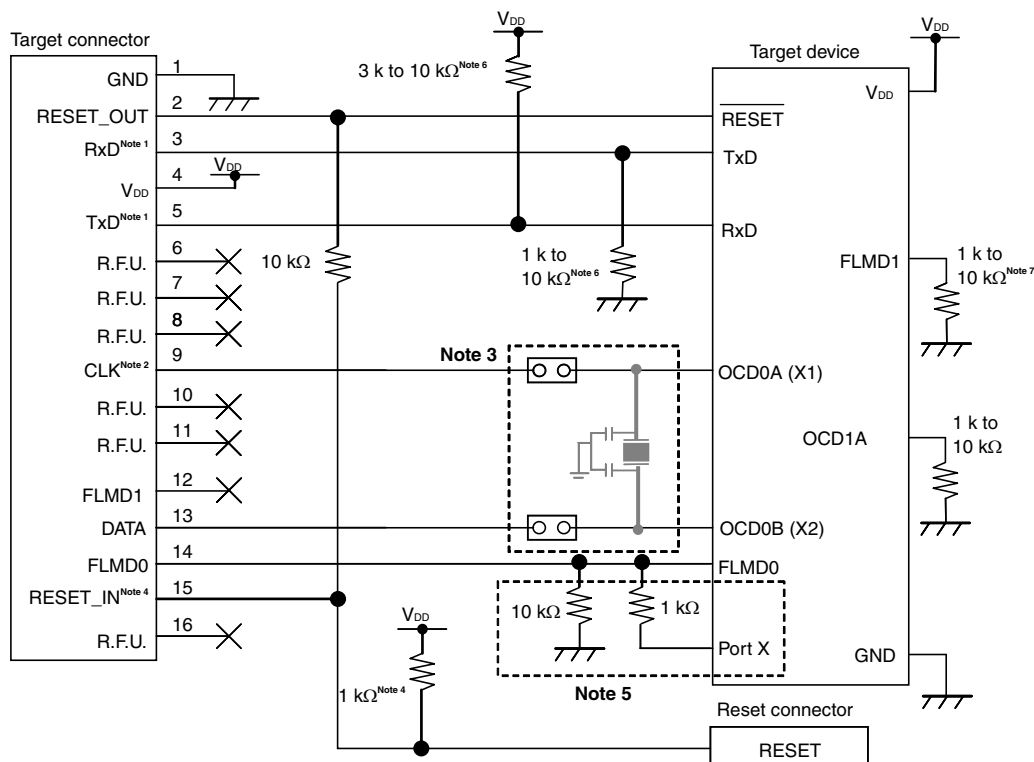 Target connector
GND 1
RESET_OUT 2
RxD Note 1 3
VDD 4
TxD Note 1 5
R.F.U. 6
R.F.U. 7
R.F.U. 8
CLK Note 2 9
R.F.U. 10
R.F.U. 11
FLMD1 12
DATA 13
FLMD0 14
RESET_IN Note 4 15
R.F.U. 16
VDD
VDD
3 k to 10 kΩ Note 6
10 kΩ
1 k to
10 kΩ Note 6
Note 3
10 kΩ
1 kΩ
Note 5
VDD
1 kΩ Note 4
Target device
VDD
VDD
RESET
TxD
RxD
FLMD1
1 k to
10 kΩ Note 7
OCD0A (X1)
OCD1A
1 k to
10 kΩ
OCD0B (X2)
FLMD0
Port X
GND
Reset connector
RESET